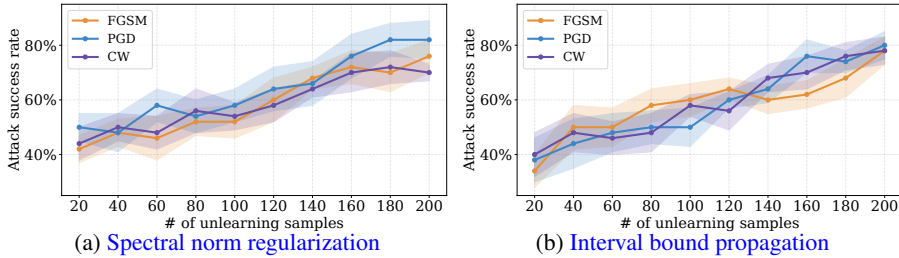 Attack success rate
80%
60%
40%
FGSM
PGD
CW
20 40 60 80 100 120 140 160 180 200
# of unlearning samples
(a) Spectral norm regularization
Attack success rate
80%
60%
40%
FGSM
PGD
CW
20 40 60 80 100 120 140 160 180 200
# of unlearning samples
(b) Interval bound propagation